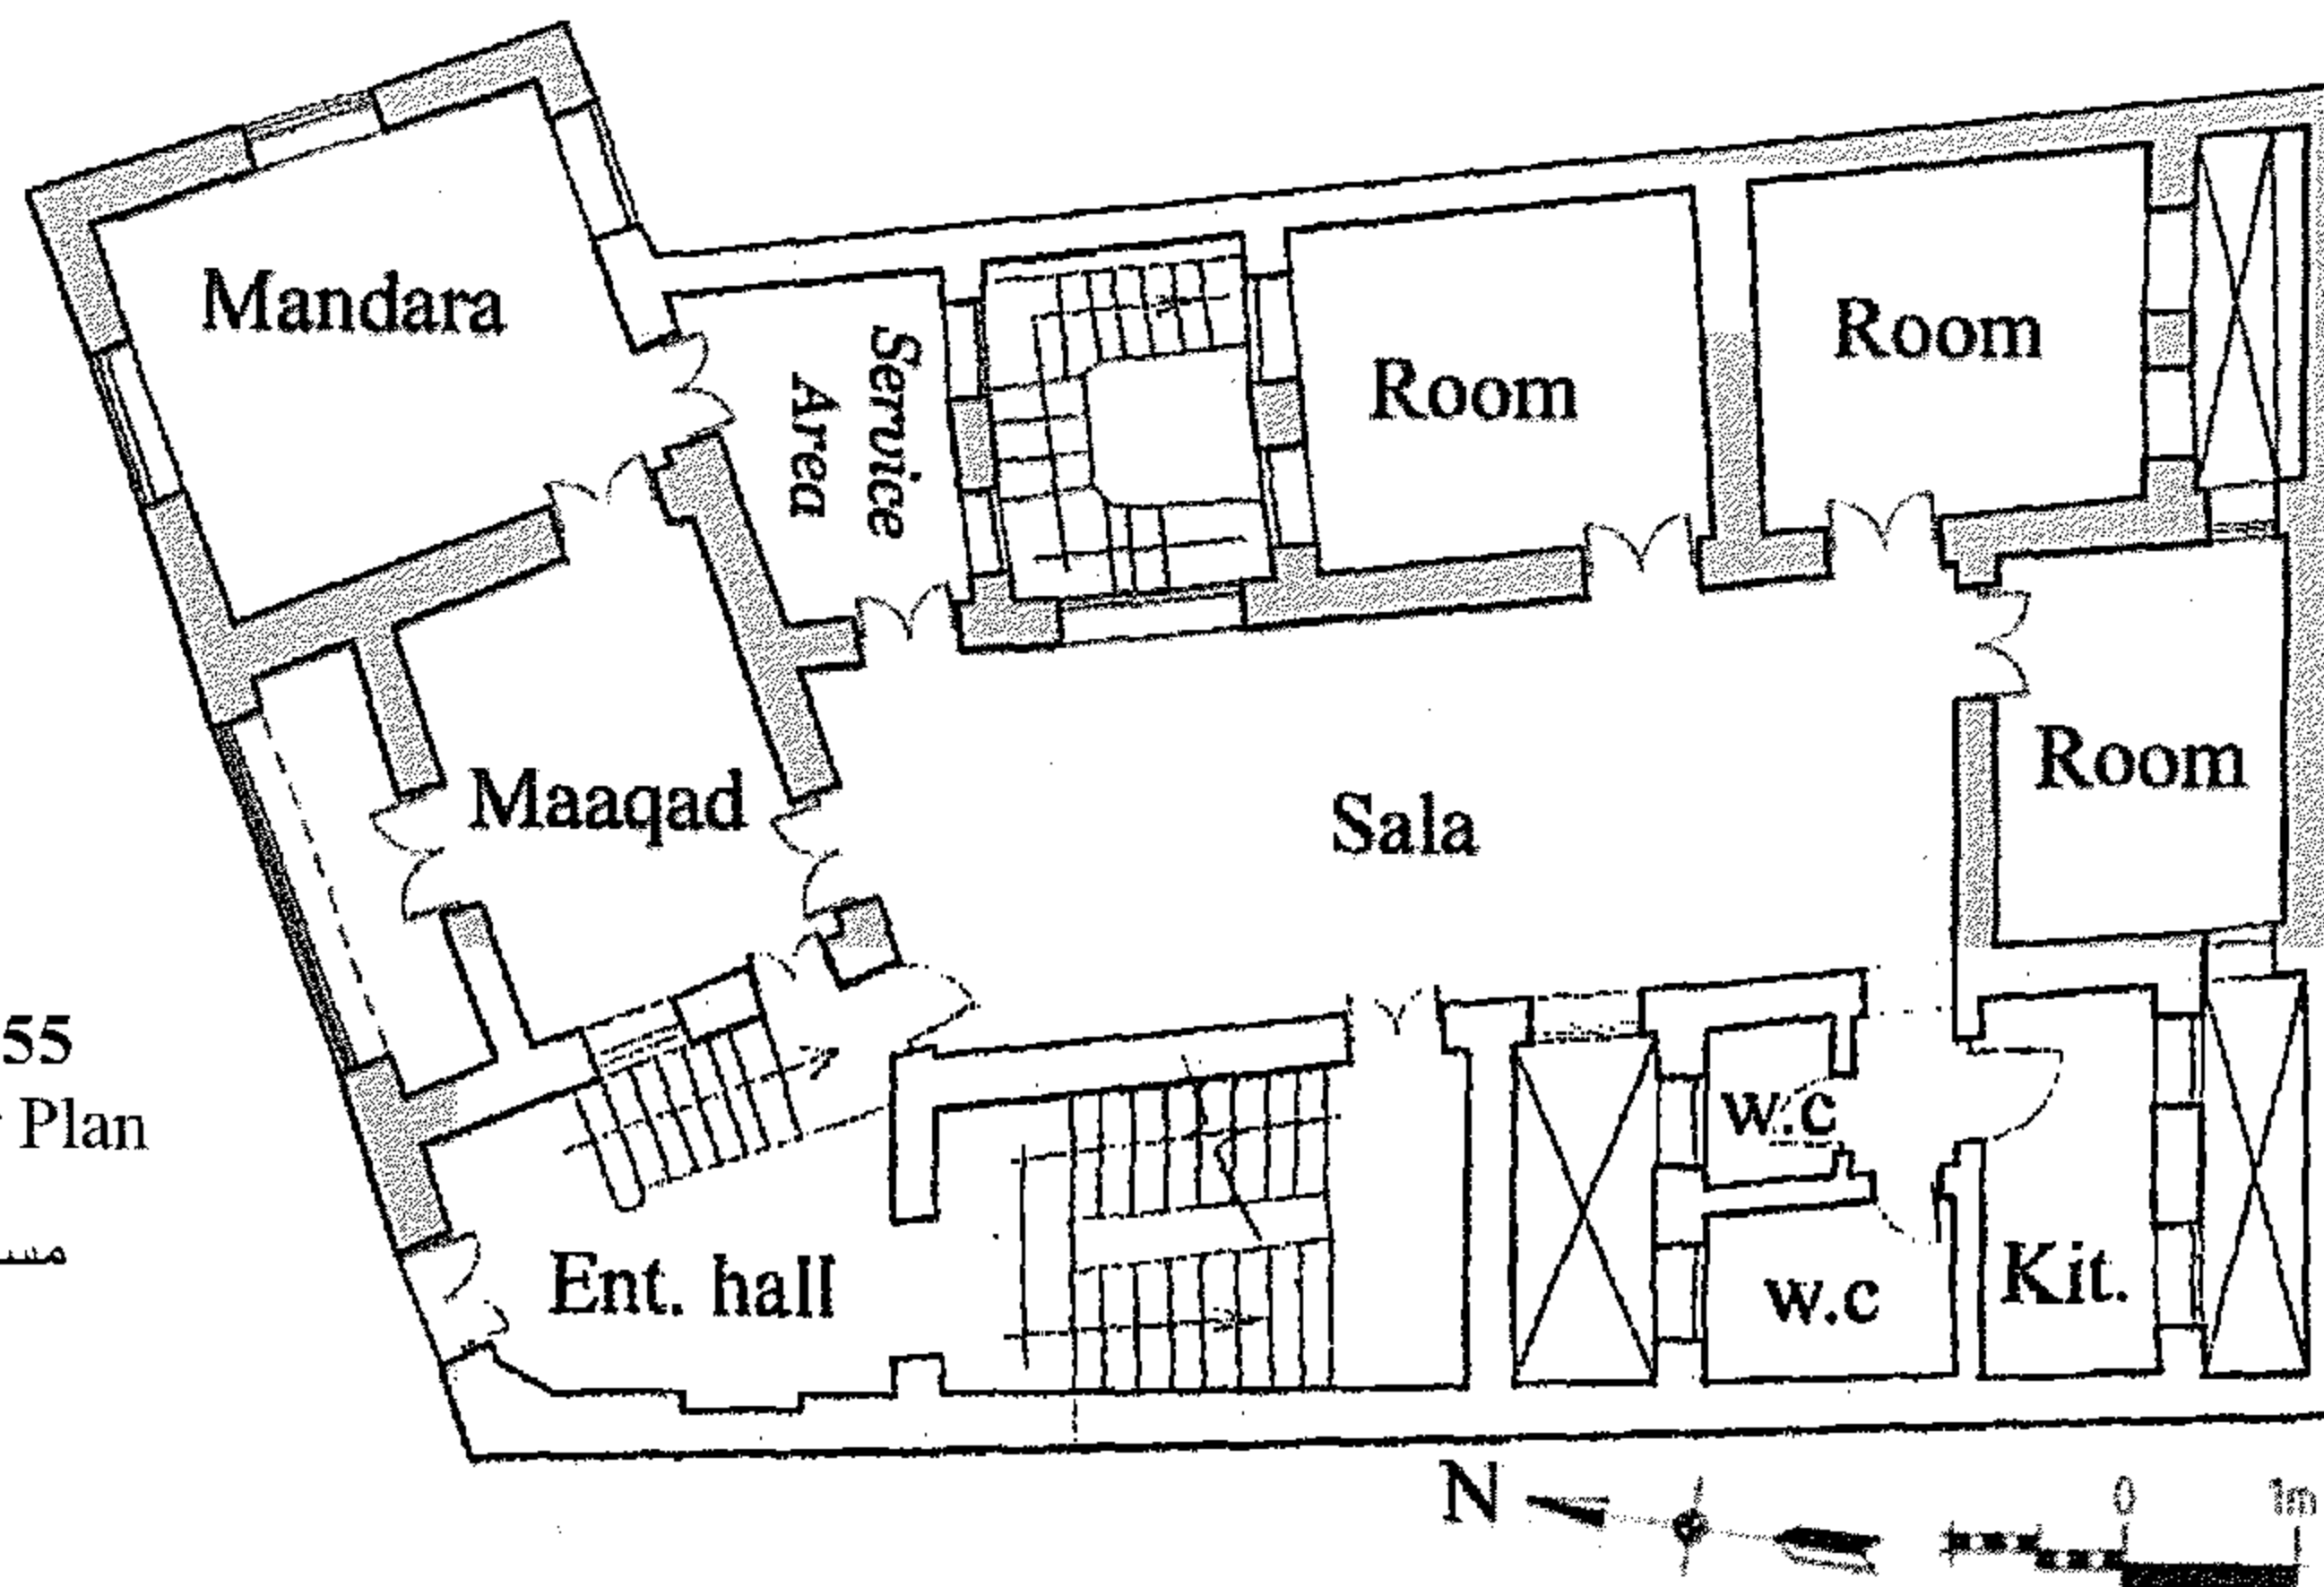 Mandara
Service
Area
Room
Room
Room
Maaqad
Sala
55
Plan
w.c
w.c
Kit.
Ent. hall
N
0
1m